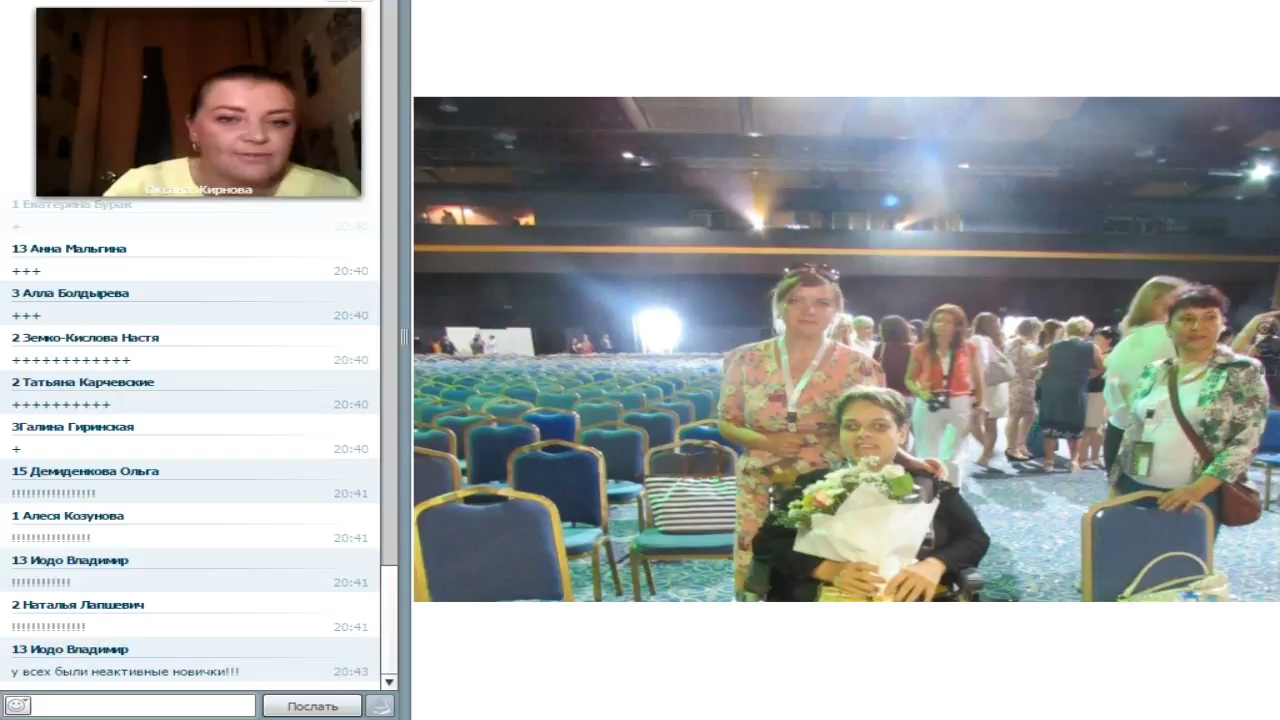 Оксана Жирнова
1 Екатерина Бурак
+ 20:40
13 Анна Мальгина
+++ 20:40
3 Алла Болдырева
+++ 20:40
2 Земко-Кислова Настя
++++++++++++ 20:40
2 Татьяна Карчевские
++++++++++ 20:40
3Галина Гиринская
+ 20:40
15 Демиденкова Ольга
!!!!!!!!!!!!!!!!! 20:41
1 Алеся Козунова
!!!!!!!!!!!!!!!! 20:41
13 Иодо Владимир
!!!!!!!!!!!! 20:41
2 Наталья Лапшевич
!!!!!!!!!!!!!!! 20:41
13 Иодо Владимир
у всех были неактивные новички!!! 20:43
Послать